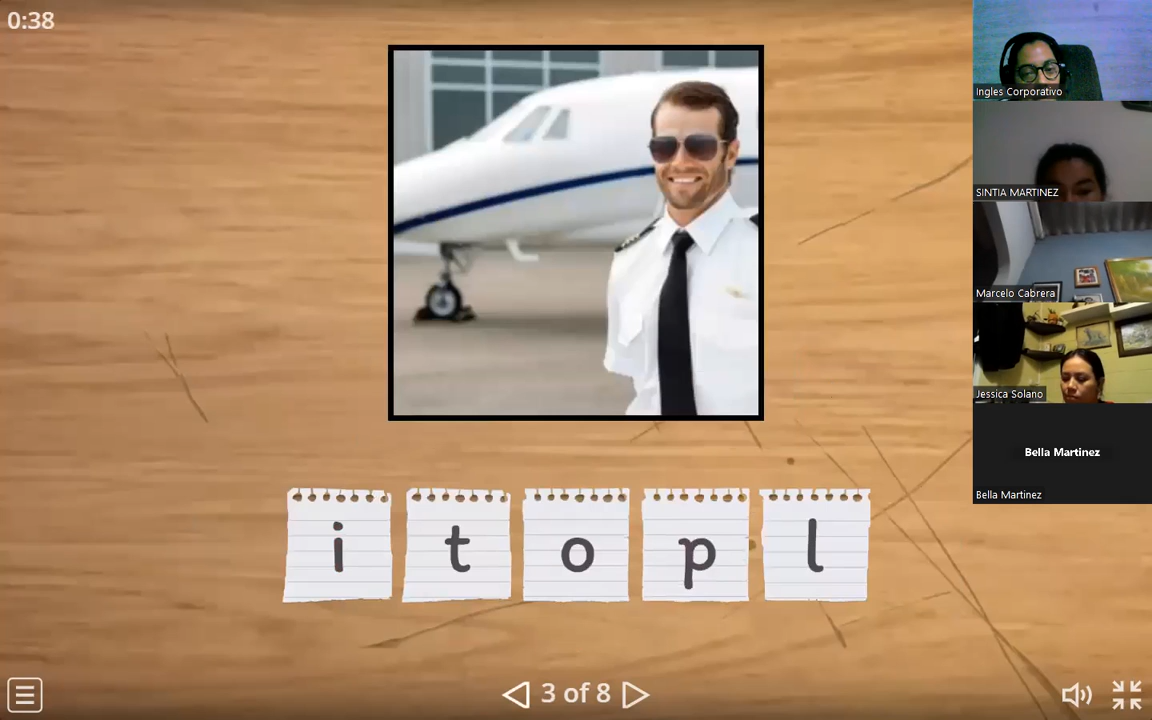 0:38
i t o p l
3 of 8
Ingles Corporativo
SINTIA MARTINEZ
Marcelo Cabrera
Jessica Solano
Bella Martinez
Bella Martinez